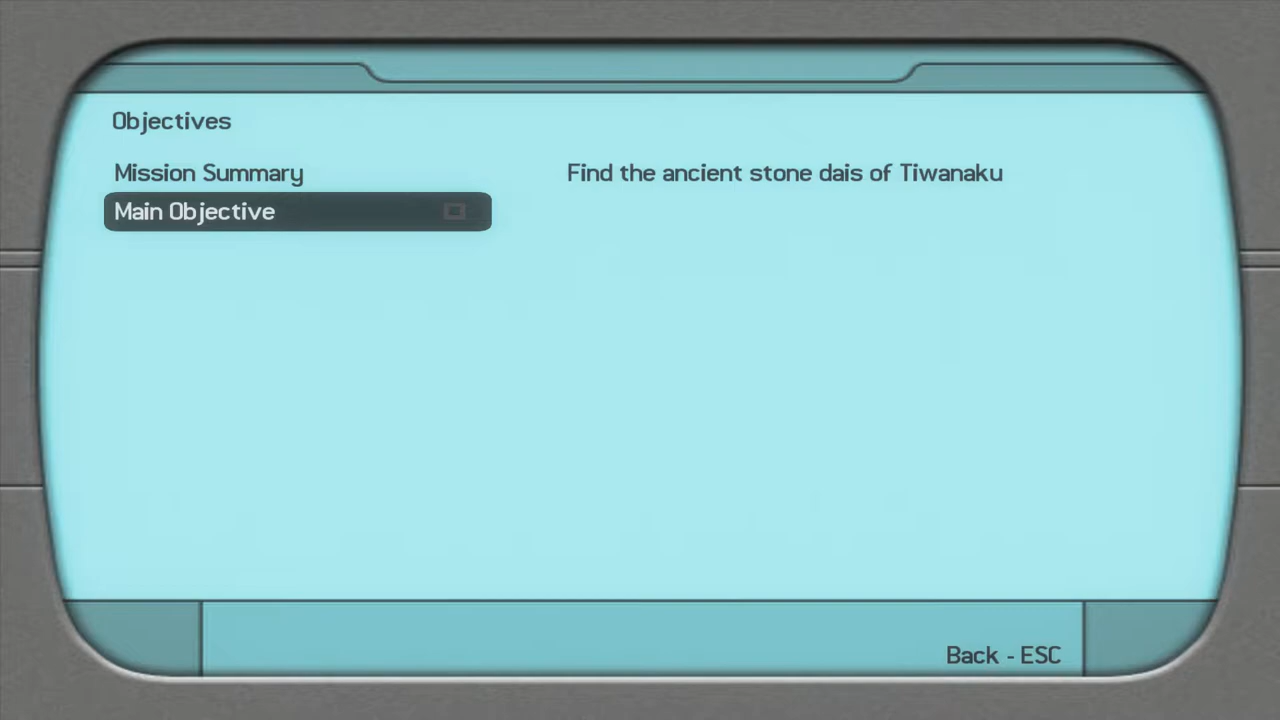 Objectives
Mission Summary
Find the ancient stone dais of Tiwanaku
Main Objective
Back - ESC